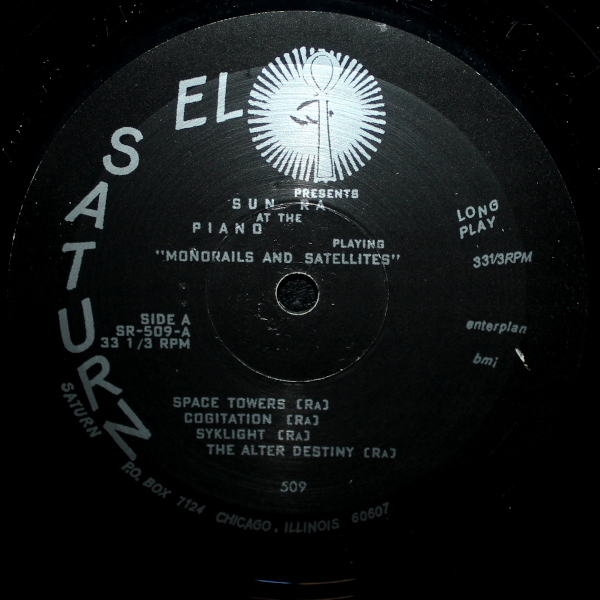 EL
SATURN
PRESENTS
SUN RA
AT THE
PIANO
PLAYING
"MONORAILS AND SATELLITES"
LONG
PLAY
33 1/3 RPM
SIDE A
SR-509-A
33 1/3 RPM
enterplan
bmi
SPACE TOWERS [RA]
COGITATION [RA]
SYKLIGHT [RA]
THE ALTER DESTINY [RA]
509
SATURN P.O. BOX 7124 CHICAGO, ILLINOIS 60607